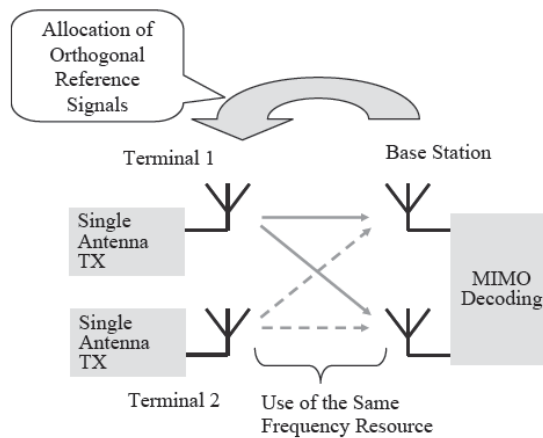 Allocation of
Orthogonal
Reference
Signals
Terminal 1
Base Station
Single
Antenna
TX
MIMO
Decoding
Single
Antenna
TX
Terminal 2
Use of the Same
Frequency Resource